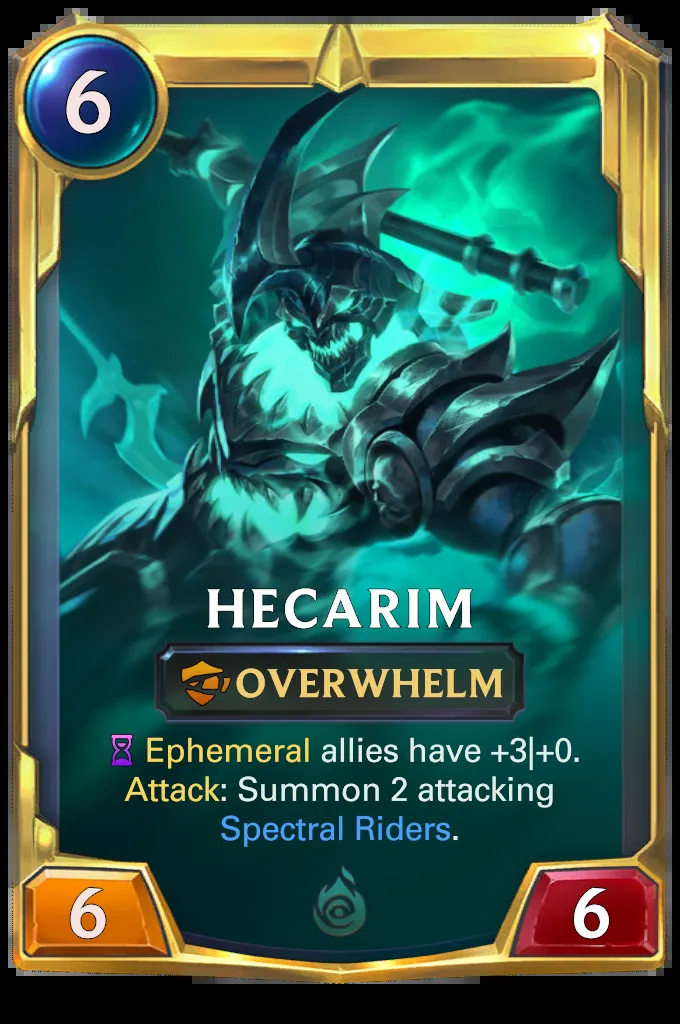 6
HECARIM
OVERWHELM
Ephemeral allies have +3|+0.
Attack: Summon 2 attacking
Spectral Riders.
6
6